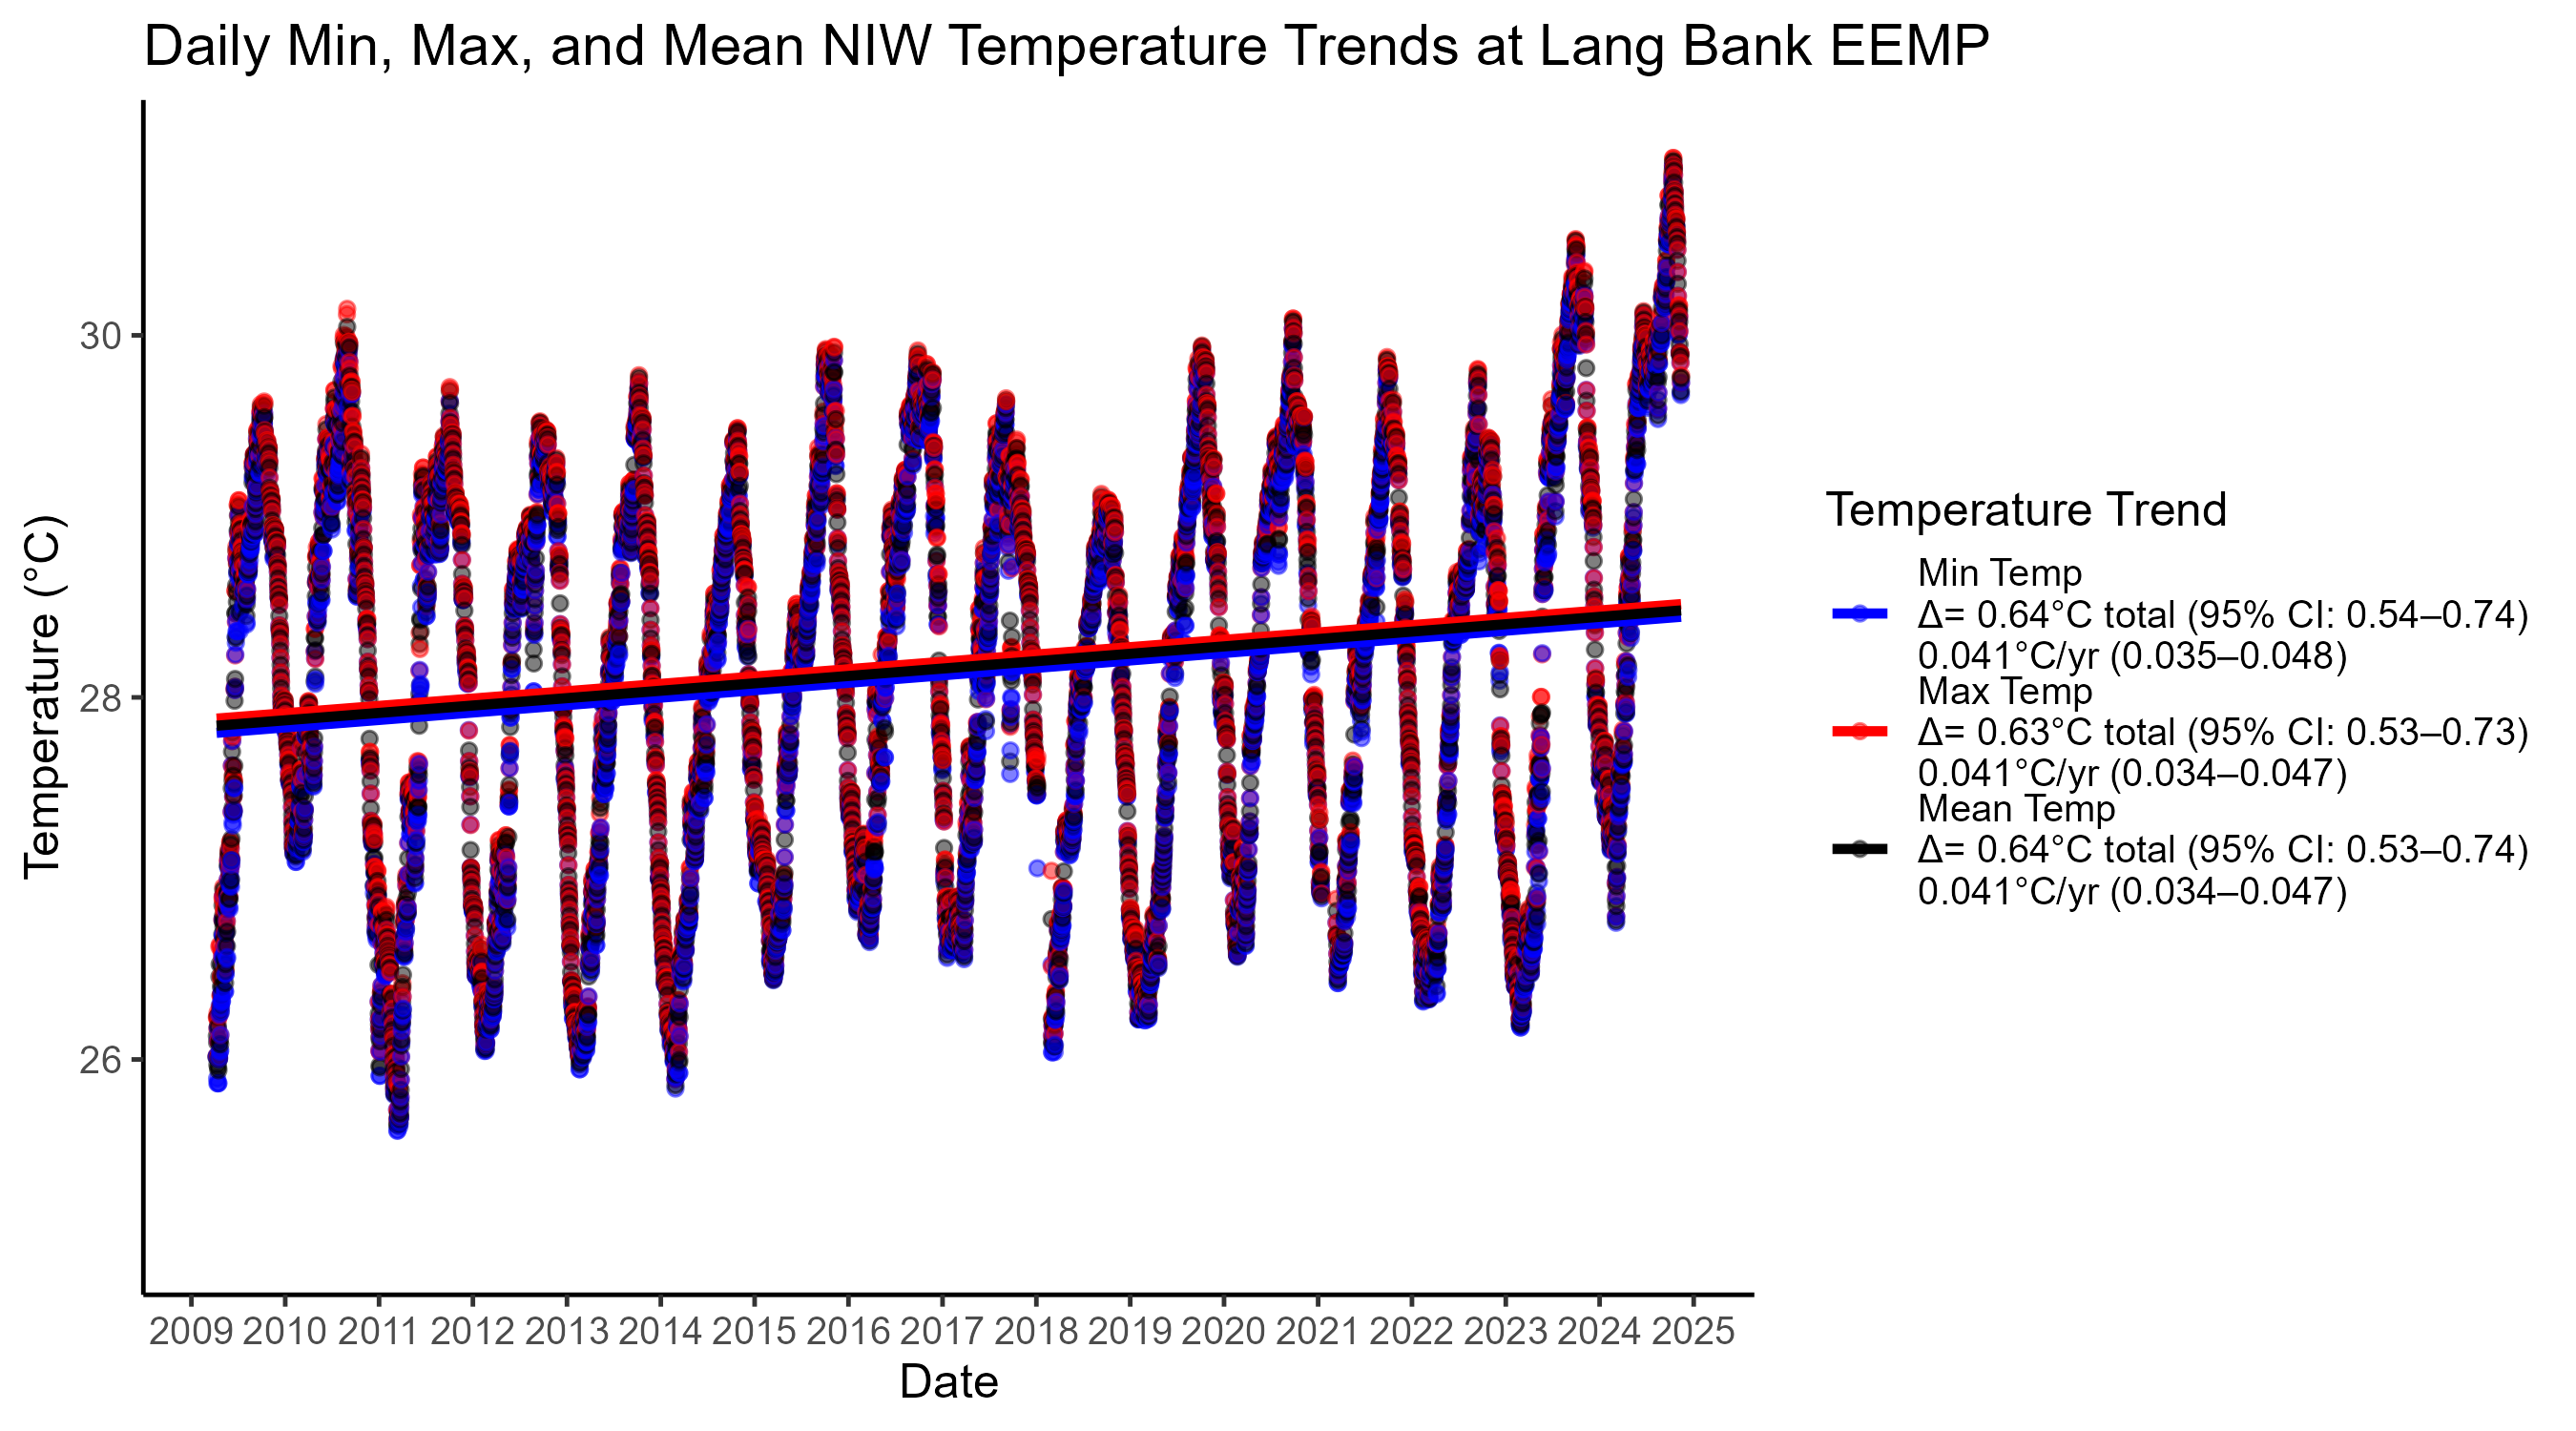 Daily Min, Max, and Mean NIW Temperature Trends at Lang Bank EEMP
Temperature (°C)
30
28
26
2009 2010 2011 2012 2013 2014 2015 2016 2017 2018 2019 2020 2021 2022 2023 2024 2025
Date
Temperature Trend
Min Temp
Δ= 0.64°C total (95% CI: 0.54–0.74)
0.041°C/yr (0.035–0.048)
Max Temp
Δ= 0.63°C total (95% CI: 0.53–0.73)
0.041°C/yr (0.034–0.047)
Mean Temp
Δ= 0.64°C total (95% CI: 0.53–0.74)
0.041°C/yr (0.034–0.047)